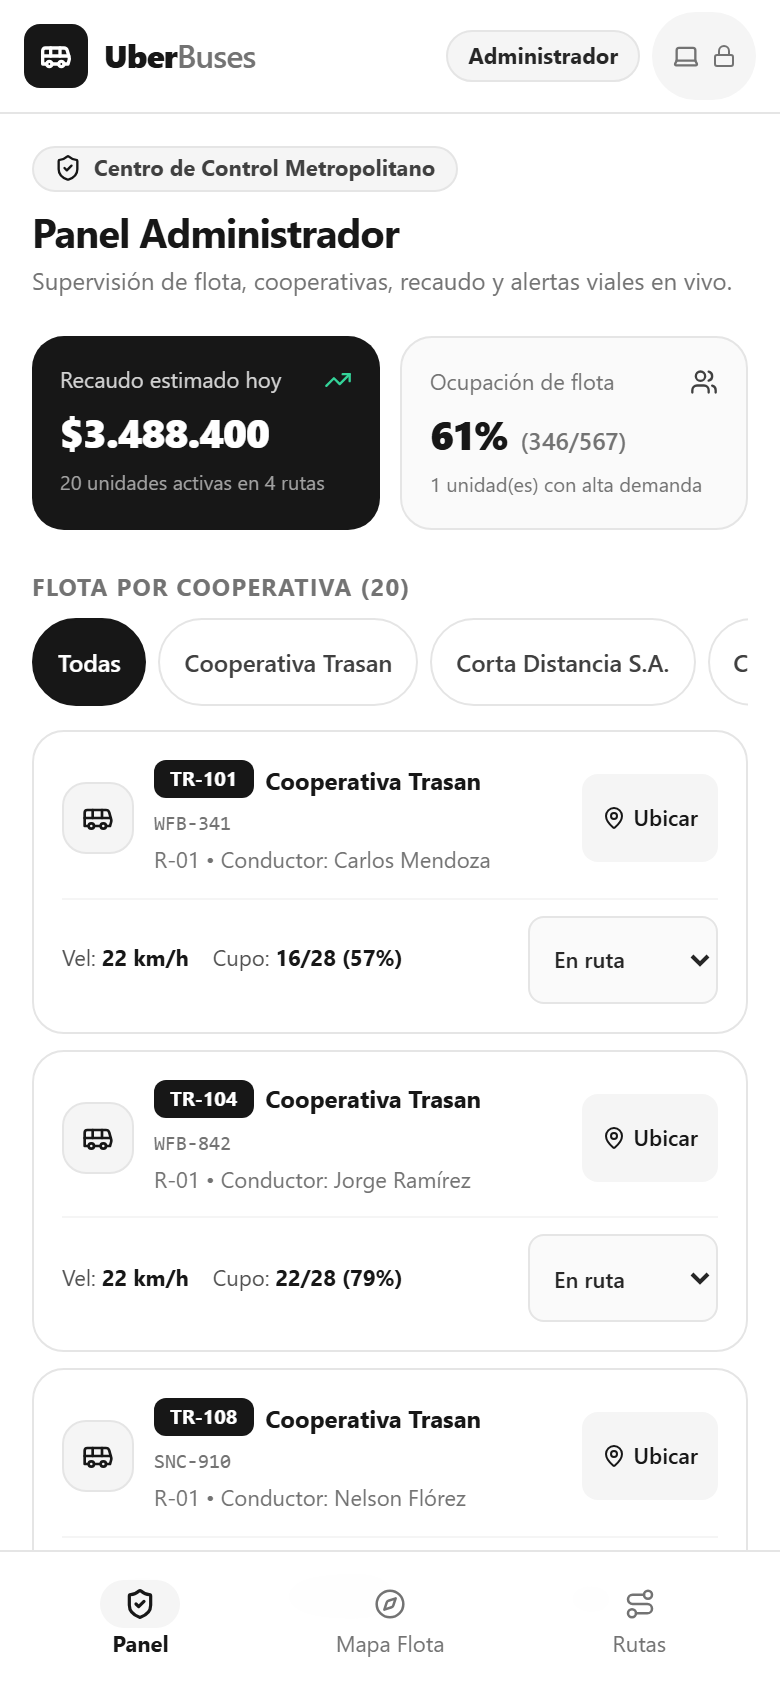 UberBuses
Administrador
Centro de Control Metropolitano
Panel Administrador
Supervisión de flota, cooperativas, recaudo y alertas viales en vivo.
Recaudo estimado hoy
$3.488.400
20 unidades activas en 4 rutas
Ocupación de flota
61% (346/567)
1 unidad(es) con alta demanda
FLOTA POR COOPERATIVA (20)
Todas
Cooperativa Trasan
Corta Distancia S.A.
C
TR-101 Cooperativa Trasan
WFB-341
R-01 • Conductor: Carlos Mendoza
Ubicar
Vel: 22 km/h Cupo: 16/28 (57%)
En ruta
TR-104 Cooperativa Trasan
WFB-842
R-01 • Conductor: Jorge Ramírez
Ubicar
Vel: 22 km/h Cupo: 22/28 (79%)
En ruta
TR-108 Cooperativa Trasan
SNC-910
R-01 • Conductor: Nelson Flórez
Ubicar
Panel
Mapa Flota
Rutas